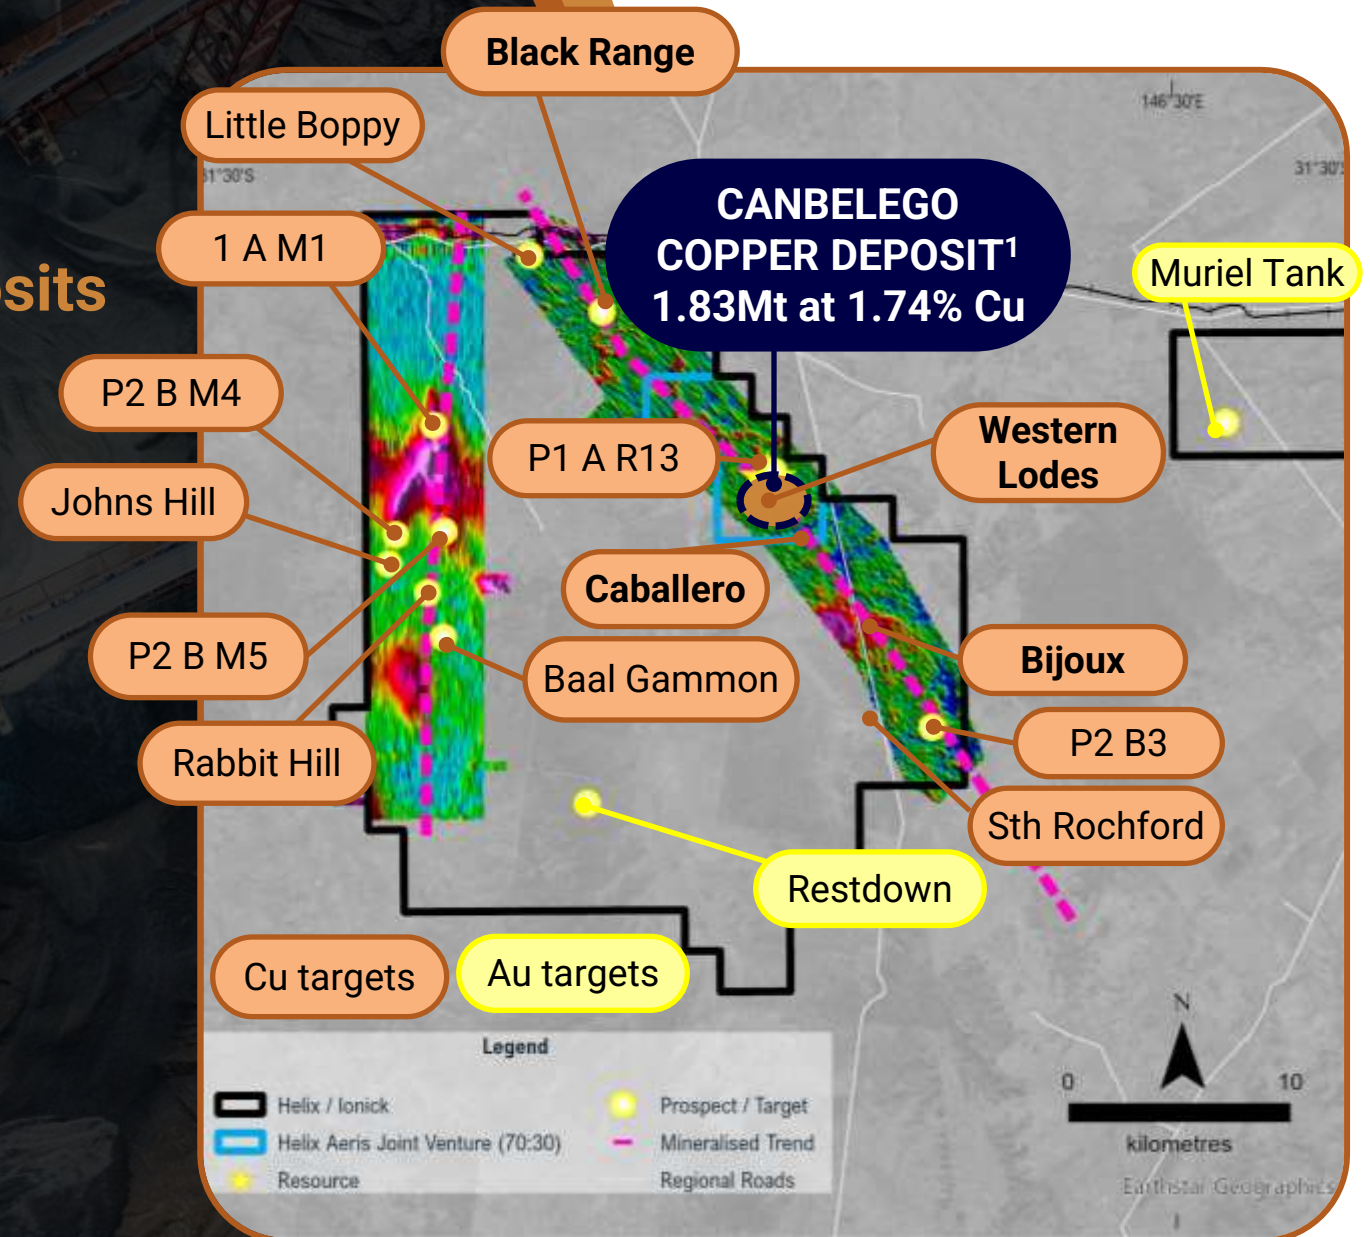 Black Range
Little Boppy
146°30'E
31°30'S
31°30'
CANBELEGO
COPPER DEPOSIT¹
1.83Mt at 1.74% Cu
1 A M1
Muriel Tank
sits
P2 B M4
P1 A R13
Western
Lodes
Johns Hill
Caballero
P2 B M5
Baal Gammon
Bijoux
Rabbit Hill
P2 B3
Sth Rochford
Restdown
Cu targets
Au targets
N
Legend
Helix / Ionick
Prospect / Target
Helix Aeris Joint Venture (70:30)
Mineralised Trend
Resource
Regional Roads
0 10
kilometres
Earthstar Geographics